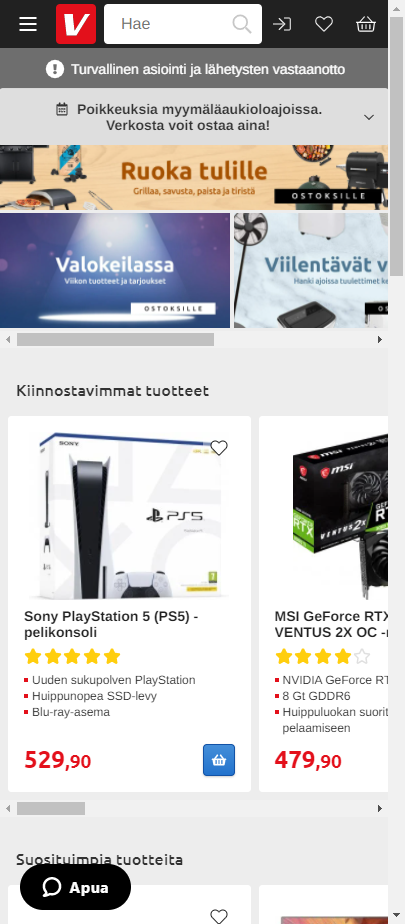 V
Hae
Turvallinen asiointi ja lähetysten vastaanotto
Poikkeuksia myymäläaukioloajoissa.
Verkosta voit ostaa aina!
Ruoka tulille
Grillaa, savusta, paista ja tiristä
OSTOKSILLE
Valokeilassa
Viikon tuotteet ja tarjoukset
OSTOKSILLE
Viilentävät v
Hanki ajoissa tuulettimet ke
Kiinnostavimmat tuotteet
SONY
PS5
Sony PlayStation 5 (PS5) -
pelikonsoli
Uuden sukupolven PlayStation
Huippunopea SSD-levy
Blu-ray-asema
529,90
msi
GEF
RT
RTX
VENTUS 2X
MSI GeForce RTX
VENTUS 2X OC -n
NVIDIA GeForce RT
8 Gt GDDR6
Huippuluokan suorit
pelaamiseen
479,90
Suosituimpia tuotteita
Apua